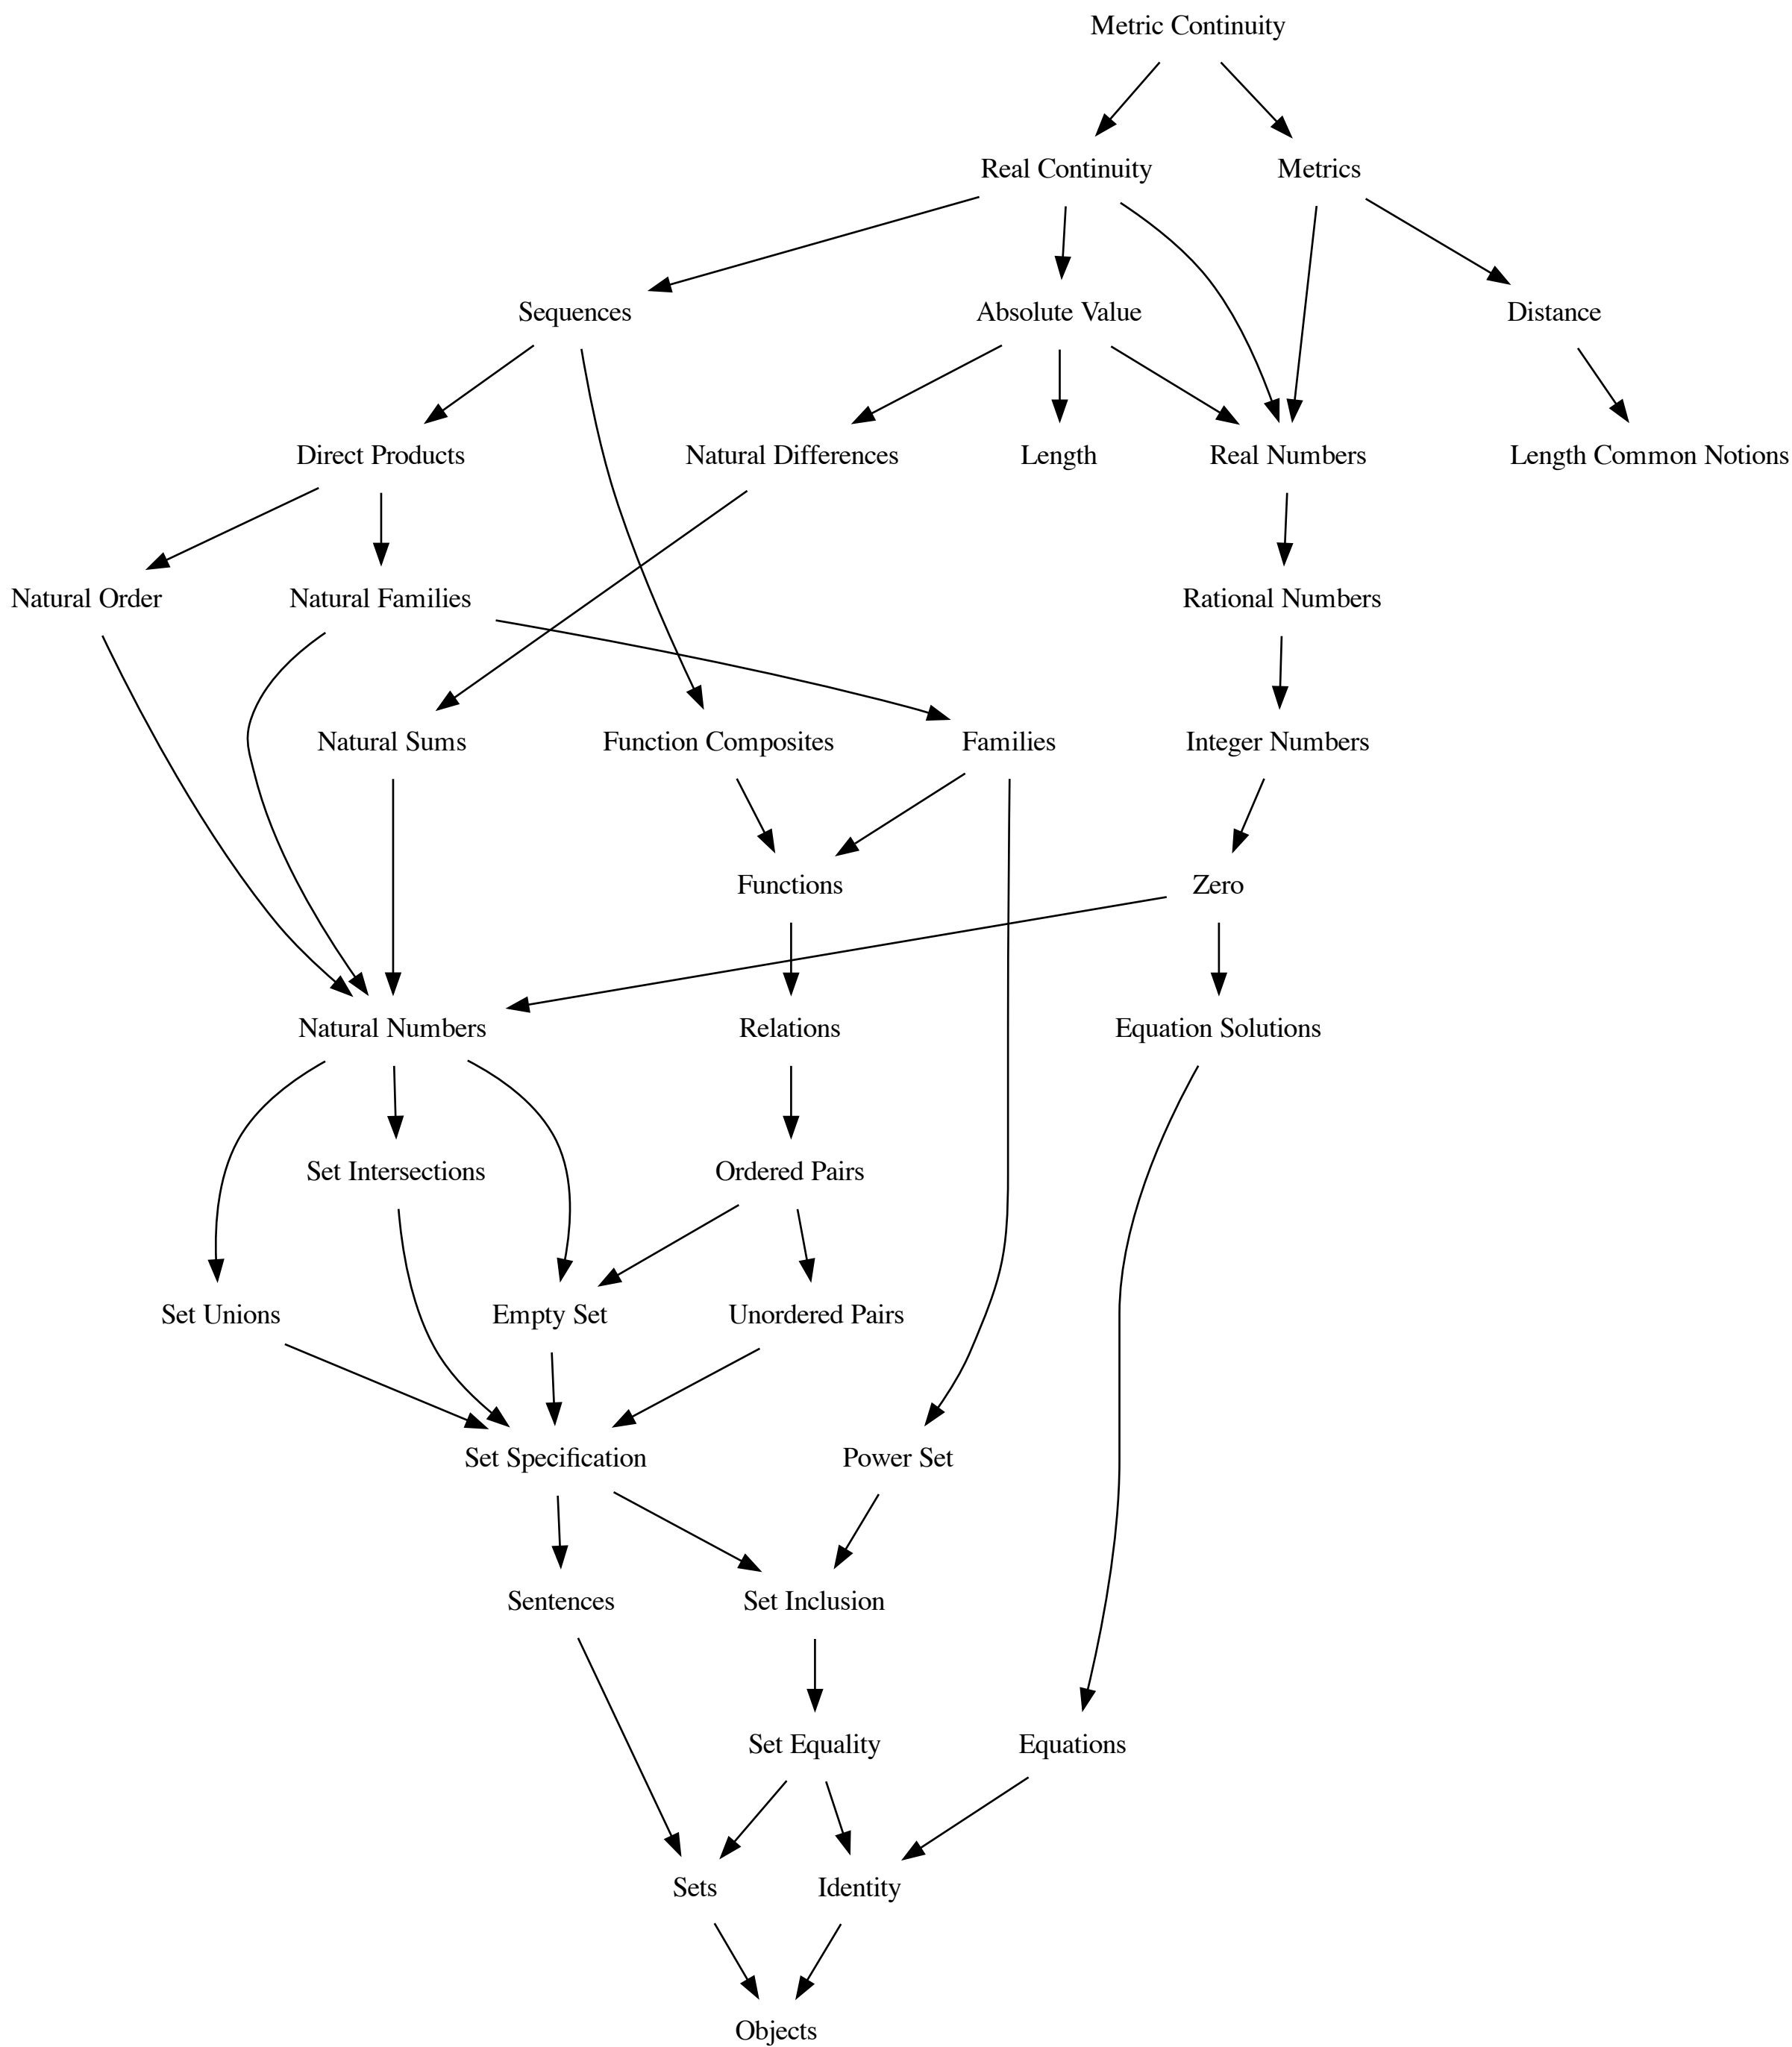 Metric Continuity
Real Continuity
Metrics
Sequences
Absolute Value
Distance
Direct Products
Natural Differences
Length
Real Numbers
Length Common Notions
Natural Order
Natural Families
Rational Numbers
Natural Sums
Function Composites
Families
Integer Numbers
Functions
Zero
Natural Numbers
Relations
Equation Solutions
Set Intersections
Ordered Pairs
Set Unions
Empty Set
Unordered Pairs
Set Specification
Power Set
Sentences
Set Inclusion
Set Equality
Equations
Sets
Identity
Objects